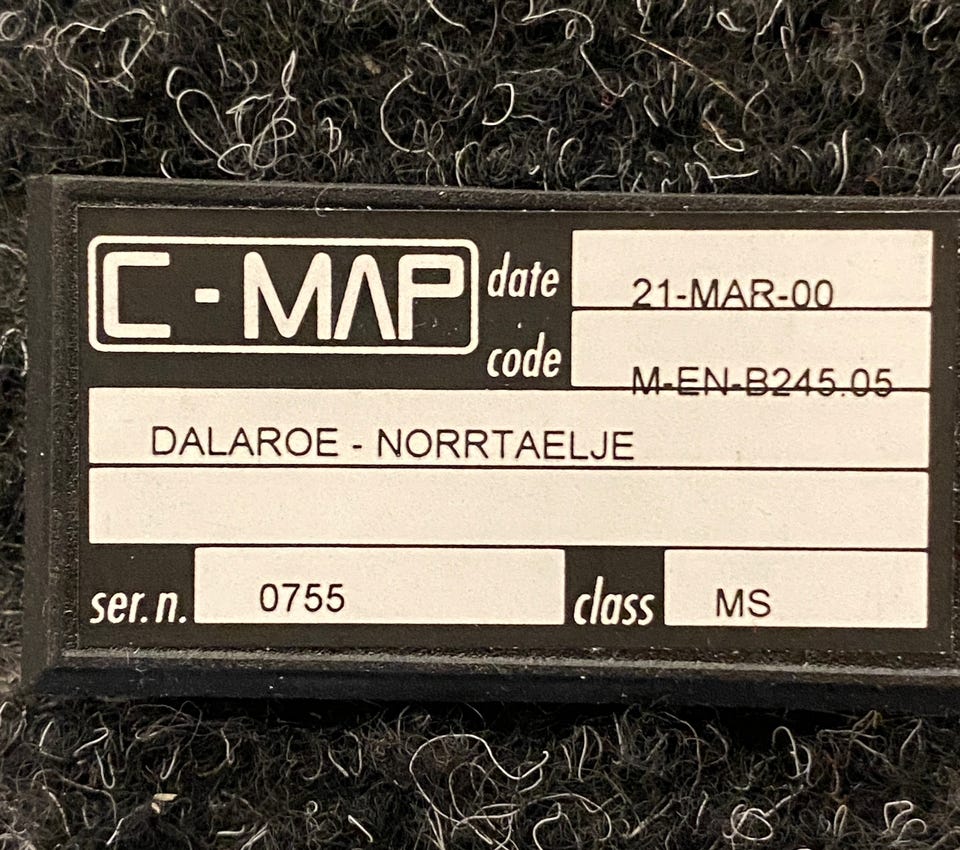 C-MAP
date 21-MAR-00
code M-EN-B245.05
DALAROE - NORRTAELJE
ser.n. 0755 class MS